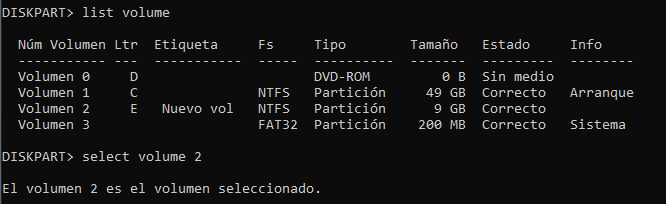 DISKPART> list volume
Núm Volumen Ltr Etiqueta Fs Tipo Tamaño Estado Info
----------- --- ----------- ----- ---------- ------- --------- --------
Volumen 0 D DVD-ROM 0 B Sin medio
Volumen 1 C NTFS Partición 49 GB Correcto Arranque
Volumen 2 E Nuevo vol NTFS Partición 9 GB Correcto
Volumen 3 FAT32 Partición 200 MB Correcto Sistema
DISKPART> select volume 2
El volumen 2 es el volumen seleccionado.